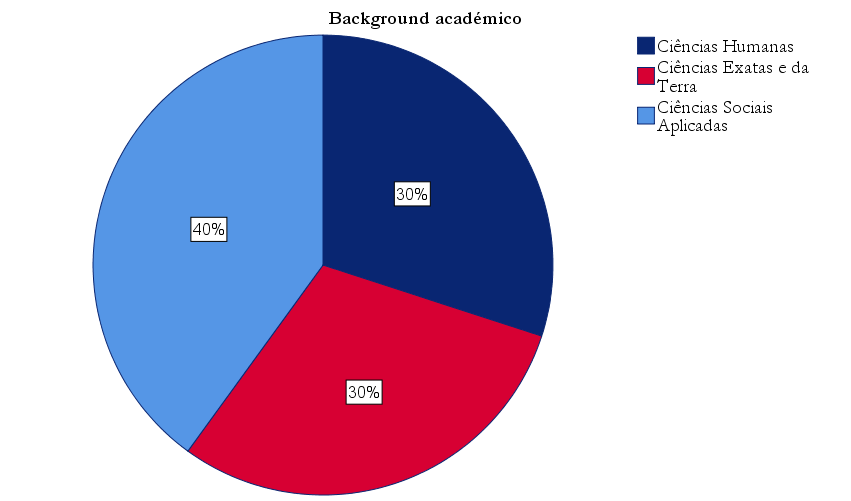 Background académico
Ciências Humanas
Ciências Exatas e da
Terra
Ciências Sociais
Aplicadas
30%
40%
30%